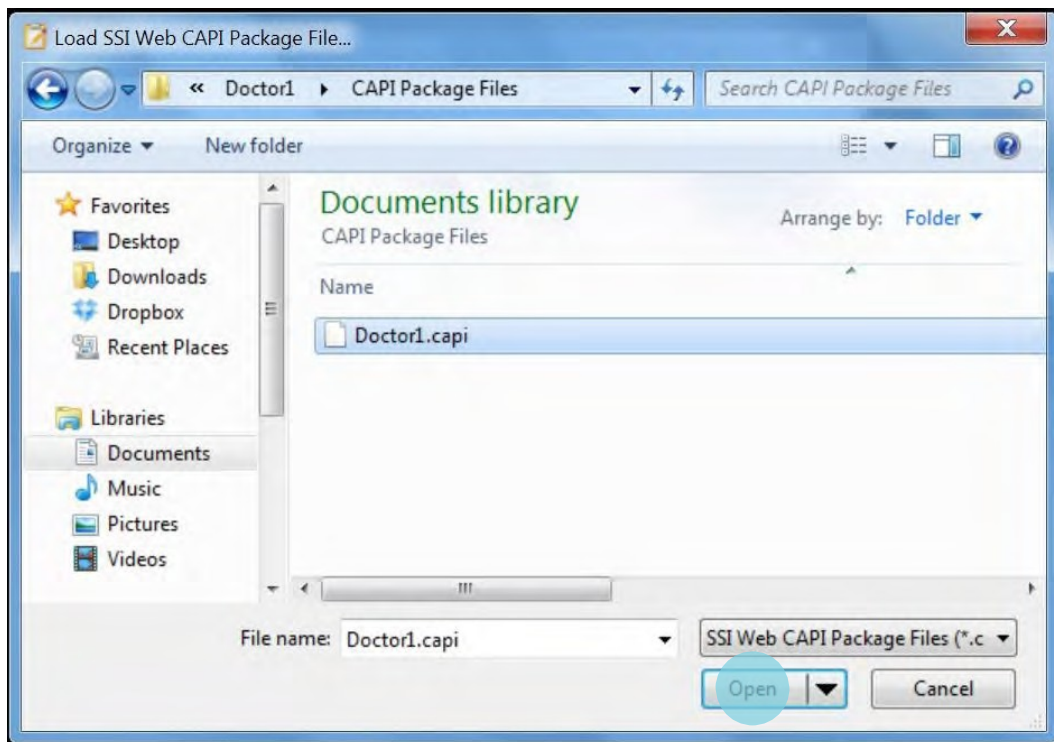 Load SSI Web CAPI Package File...
X
« Doctor1 ▸ CAPI Package Files
Search CAPI Package Files
Organize
New folder
?
Favorites
Desktop
Downloads
Dropbox
Recent Places
Libraries
Documents
Music
Pictures
Videos
Documents library
CAPI Package Files
Arrange by: Folder
Name
Doctor1.capi
File name: Doctor1.capi
SSI Web CAPI Package Files (*.c
Open
Cancel